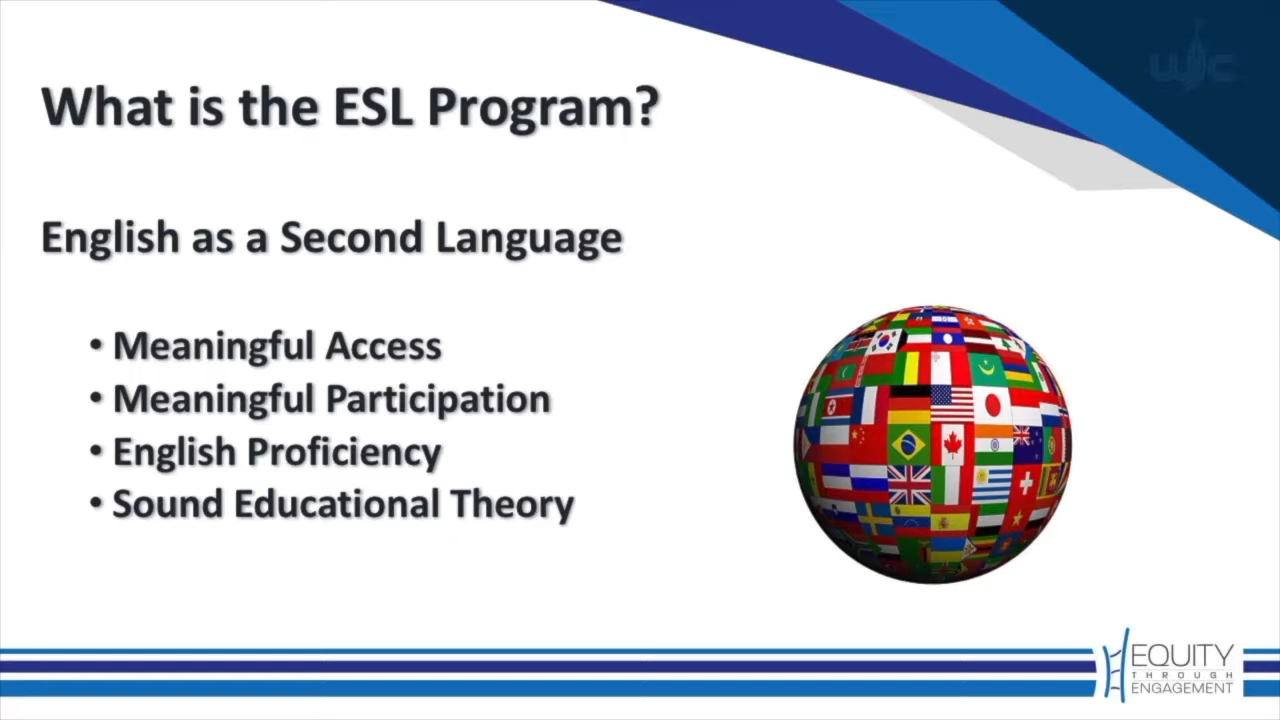 What is the ESL Program?
English as a Second Language
• Meaningful Access
• Meaningful Participation
• English Proficiency
• Sound Educational Theory
EQUITY
THROUGH
ENGAGEMENT